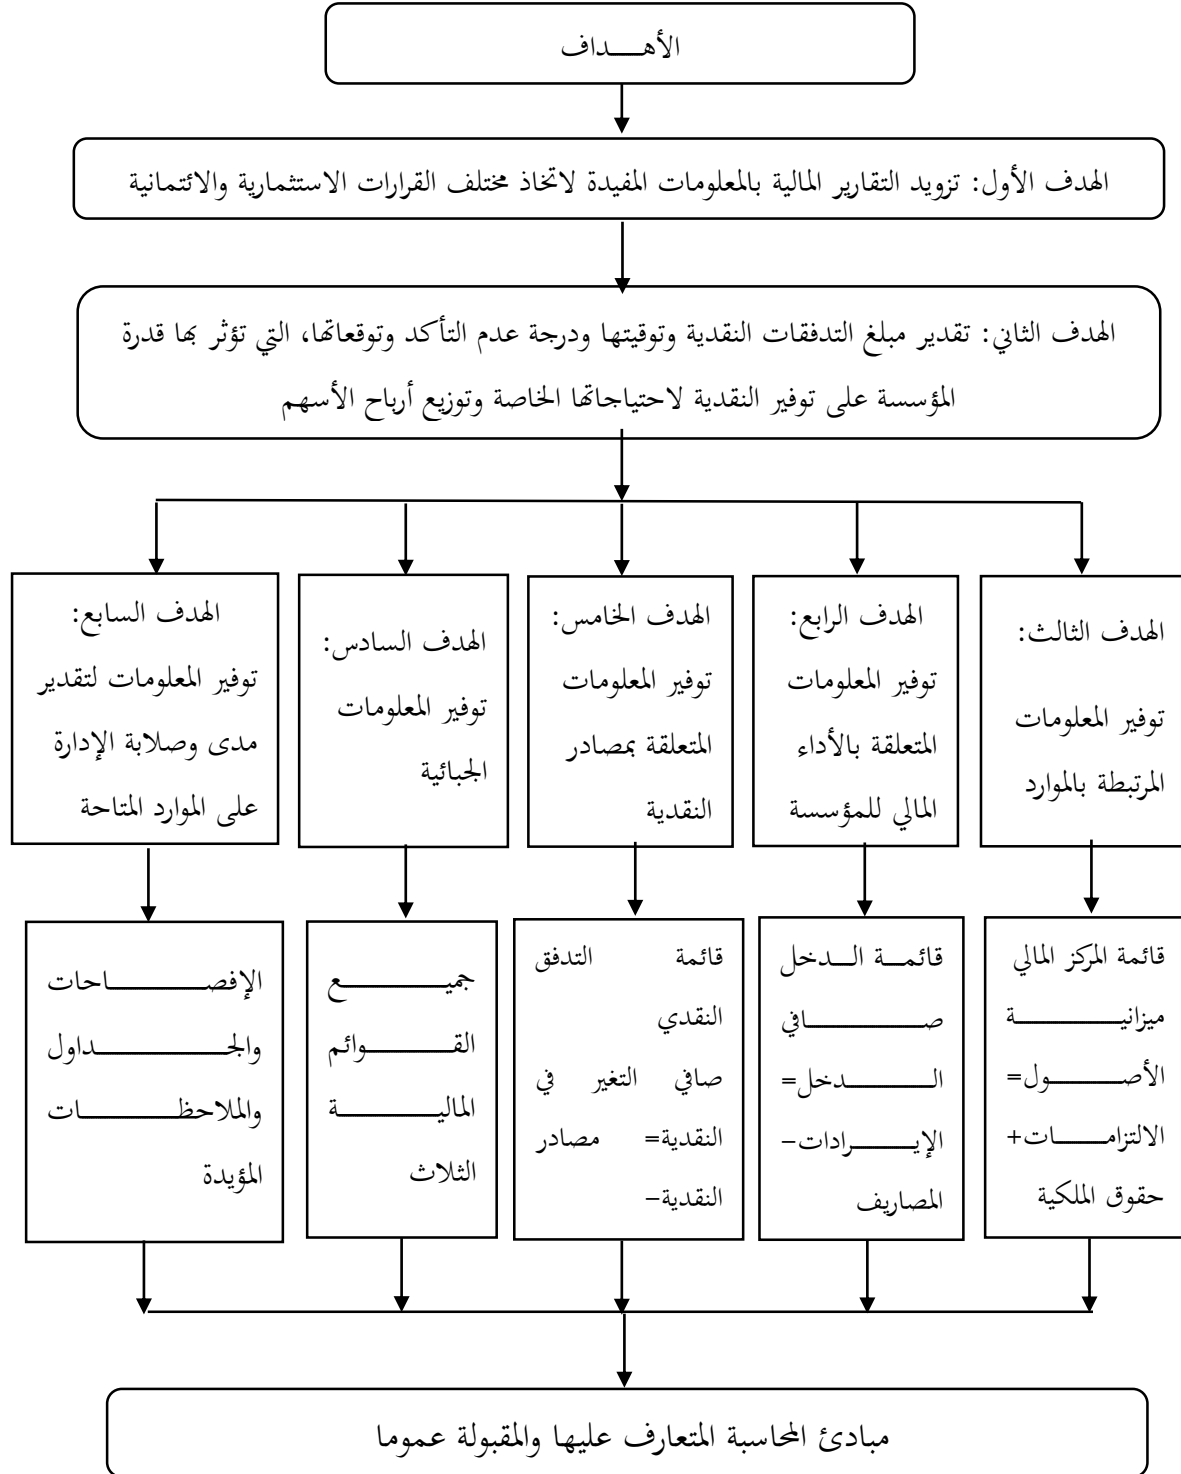 الأهداف
الهدف الأول: تزويد التقارير المالية بالمعلومات المفيدة لاتخاذ مختلف القرارات الاستثمارية والائتمانية
الهدف الثاني: تقدير مبلغ التدفقات النقدية وتوقيتها ودرجة عدم التأكد وتوقعاتها، التي تؤثر بها قدرة
المؤسسة على توفير النقدية لاحتياجاتها الخاصة وتوزيع أرباح الأسهم
الهدف الثالث:
توفير المعلومات
المرتبطة بالموارد
الهدف الرابع:
توفير المعلومات
المتعلقة بالأداء
المالي للمؤسسة
الهدف الخامس:
توفير المعلومات
المتعلقة بمصادر
النقدية
الهدف السادس:
توفير المعلومات
الجبائية
الهدف السابع:
توفير المعلومات لتقدير
مدى وصلابة الإدارة
على الموارد المتاحة
قائمة المركز المالي
ميزانية
الأصول=
الالتزامات+
حقوق الملكية
قائمة الدخل
صافي
الدخل=
الإيرادات-
المصاريف
قائمة التدفق
النقدي
صافي التغير في
النقدية= مصادر
النقدية-
جميع
القوائم
المالية
الثلاث
الإفصاحات
والجداول
والملاحظات
المؤيدة
مبادئ المحاسبة المتعارف عليها والمقبولة عموما